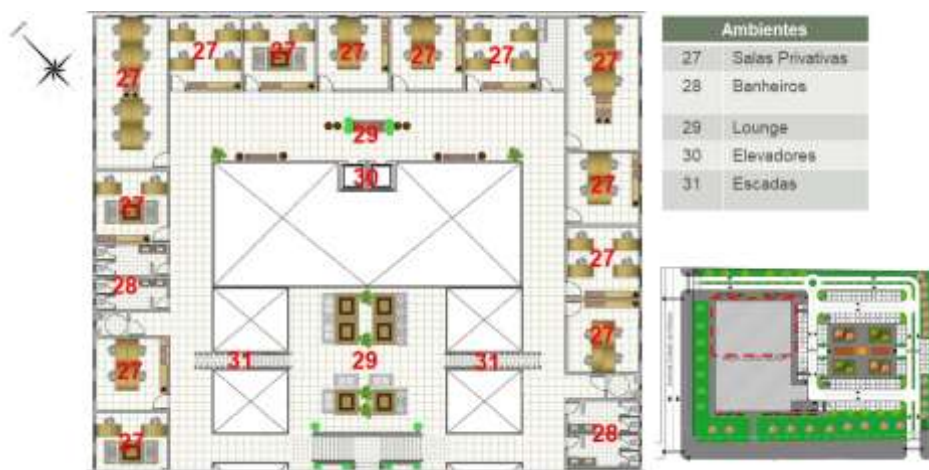 27 27 27 27 27 27 27
29
30
27
27
27
28
31 29 31 27
27
28
27
Ambientes
27 Salas Privativas
28 Banheiros
29 Lounge
30 Elevadores
31 Escadas